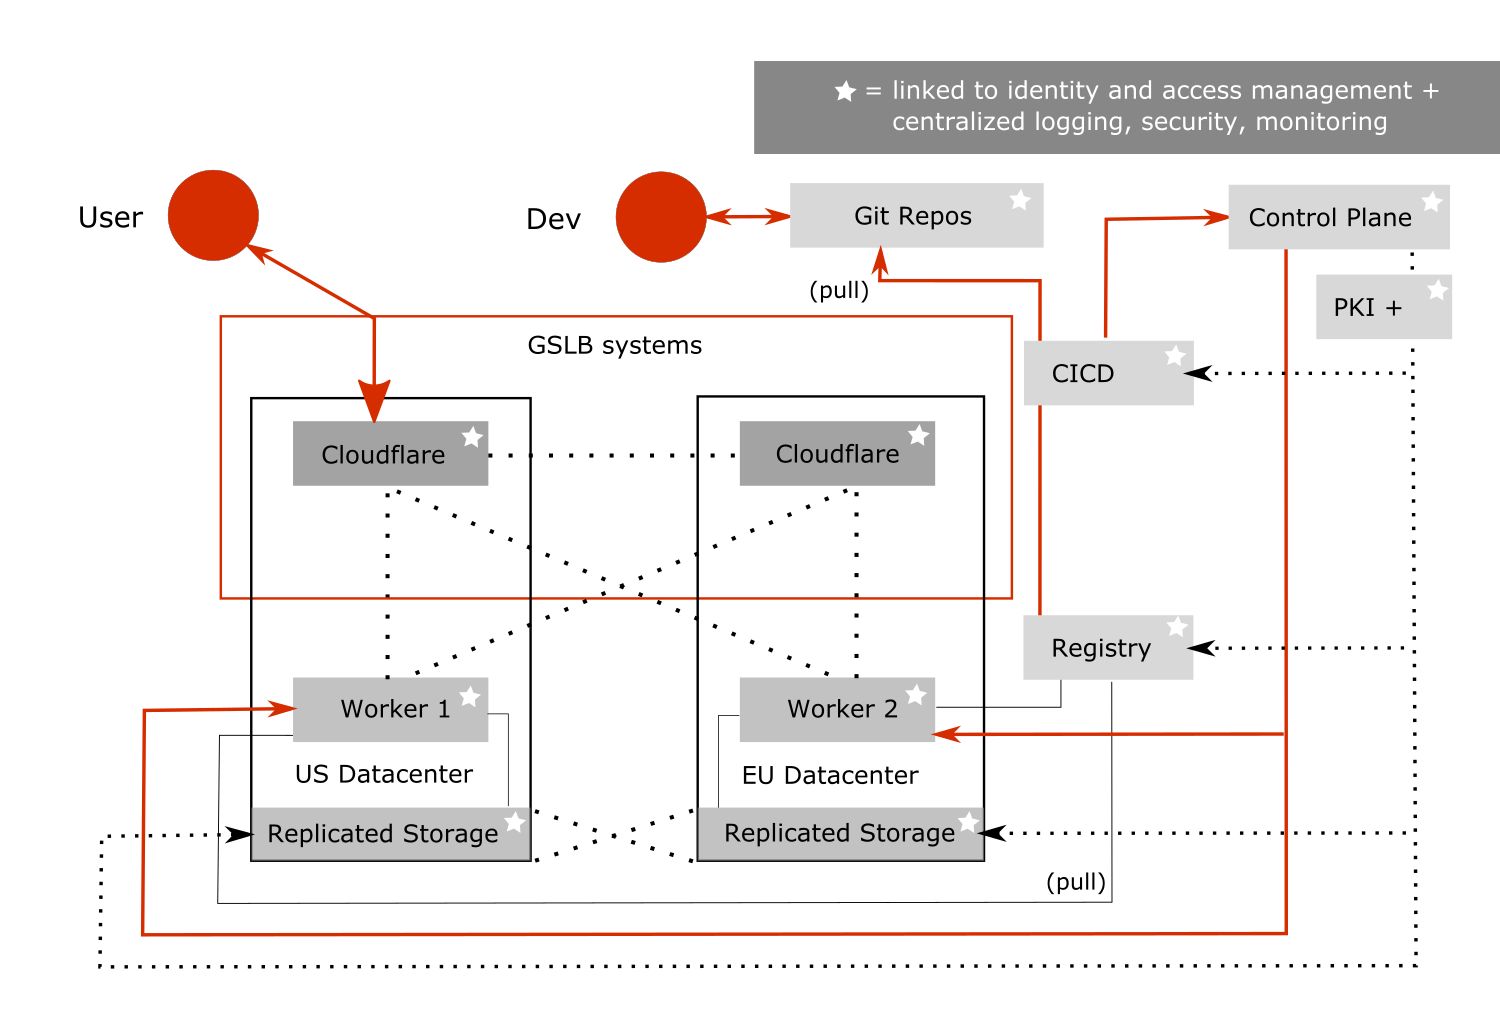 = linked to identity and access management +
centralized logging, security, monitoring
User
Dev
Git Repos
Control Plane
(pull)
PKI +
GSLB systems
CICD
Cloudflare
Cloudflare
Registry
Worker 1
Worker 2
US Datacenter
EU Datacenter
Replicated Storage
Replicated Storage
(pull)